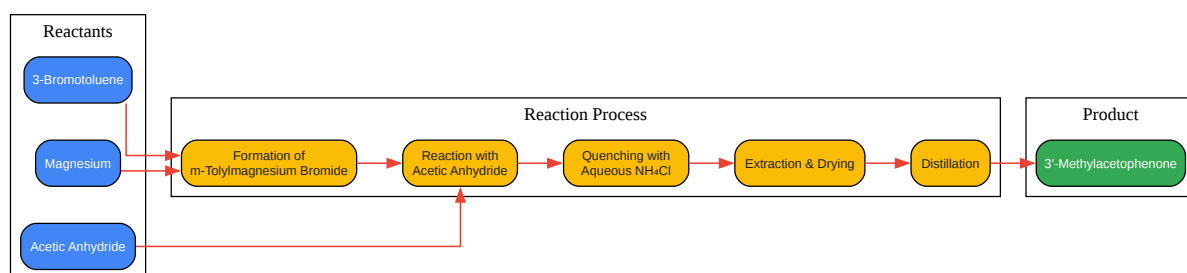 Reactants
3-Bromotoluene
Magnesium
Acetic Anhydride
Reaction Process
Formation of
m-Tolylmagnesium Bromide
Reaction with
Acetic Anhydride
Quenching with
Aqueous NH₄Cl
Extraction & Drying
Distillation
Product
3'-Methylacetophenone